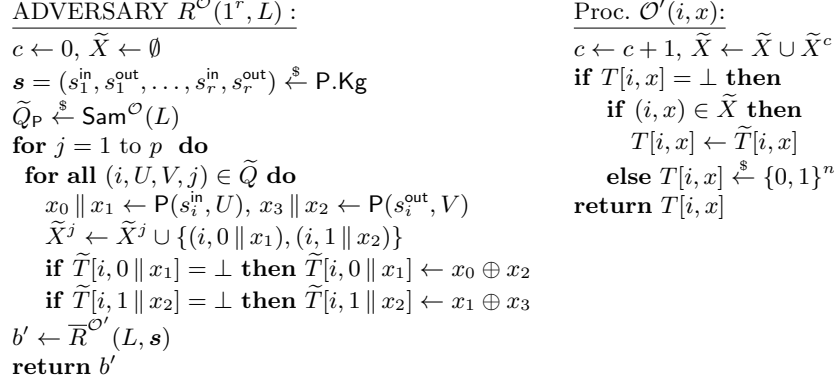 ADVERSARY R^𝒪(1^r, L) :
c ← 0, X̃ ← ∅
𝒔 = (s_1^in, s_1^out, . . . , s_r^in, s_r^out) ←$ P.Kg
Q̃_P ←$ Sam^𝒪(L)
for j = 1 to p do
for all (i, U, V, j) ∈ Q̃ do
x_0 ∥ x_1 ← P(s_i^in, U), x_3 ∥ x_2 ← P(s_i^out, V)
X̃^j ← X̃^j ∪ {(i, 0 ∥ x_1), (i, 1 ∥ x_2)}
if T̃[i, 0 ∥ x_1] = ⊥ then T̃[i, 0 ∥ x_1] ← x_0 ⊕ x_2
if T̃[i, 1 ∥ x_2] = ⊥ then T̃[i, 1 ∥ x_2] ← x_1 ⊕ x_3
b′ ← R̅^𝒪′(L, 𝒔)
return b′
Proc. 𝒪′(i, x):
c ← c + 1, X̃ ← X̃ ∪ X̃^c
if T[i, x] = ⊥ then
if (i, x) ∈ X̃ then
T[i, x] ← T̃[i, x]
else T[i, x] ←$ {0, 1}^n
return T[i, x]